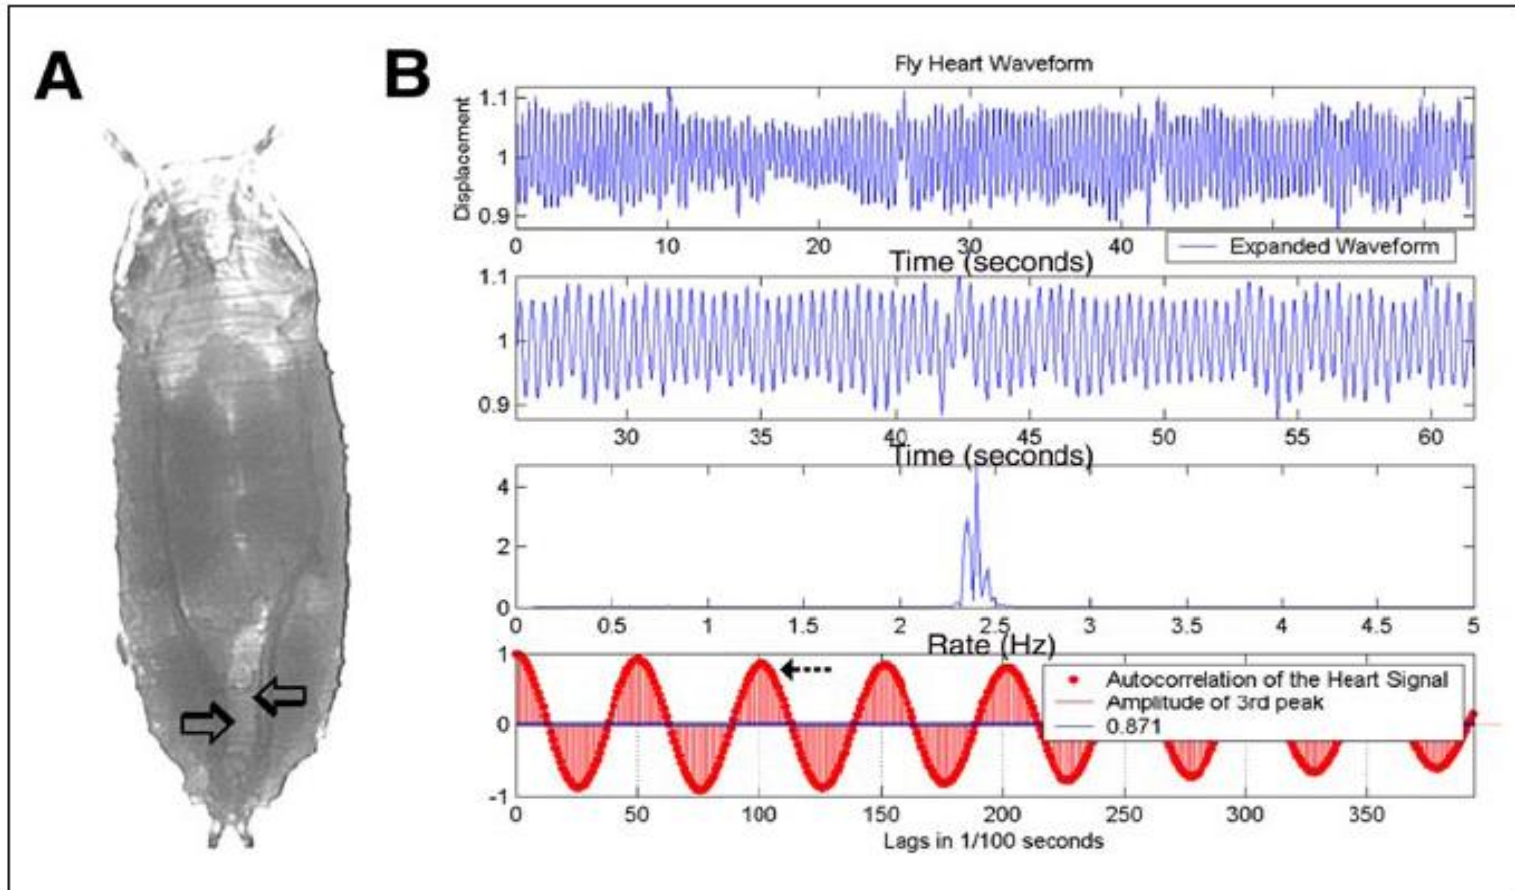 A
B
Fly Heart Waveform
Displacement
1.1
1
0.9
0 10 20 30 40
Time (seconds)
Expanded Waveform
1.1
1
0.9
30 35 40 45 50 55 60
Time (seconds)
4
2
0
0 0.5 1 1.5 2 2.5 3 3.5 4 4.5 5
Rate (Hz)
1
0
-1
Autocorrelation of the Heart Signal
Amplitude of 3rd peak
0.871
0 50 100 150 200 250 300 350
Lags in 1/100 seconds